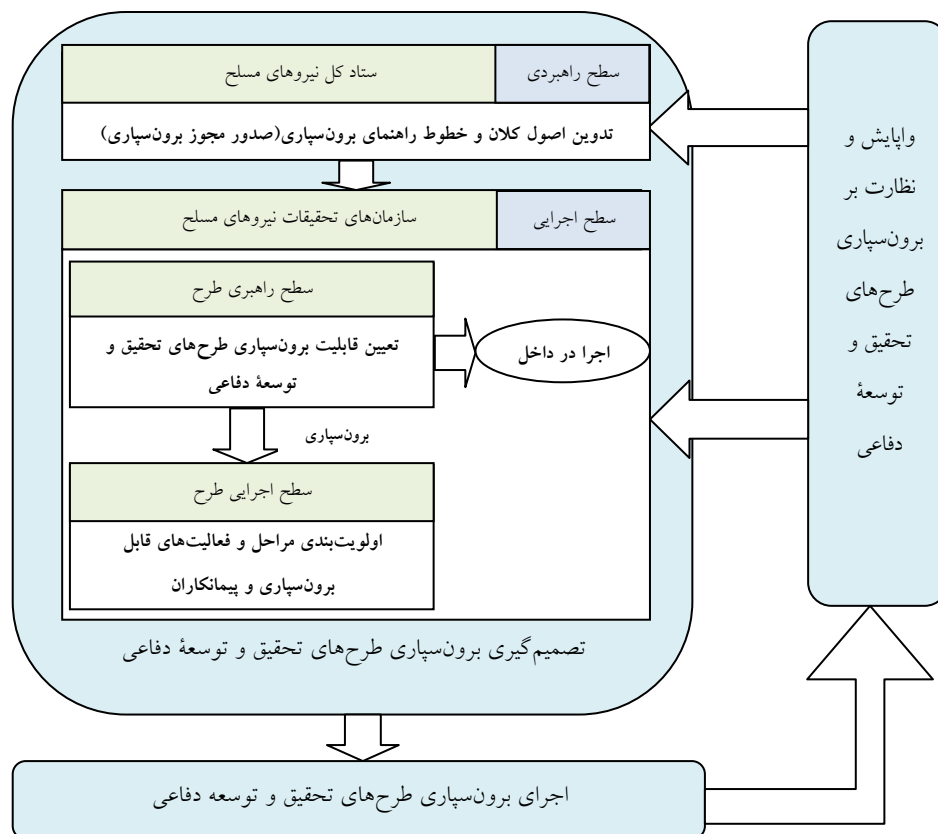 سطح راهبردی
ستاد کل نیروهای مسلح
تدوین اصول کلان و خطوط راهنمای برون‌سپاری(صدور مجوز برون‌سپاری)
سطح اجرایی
سازمان‌های تحقیقات نیروهای مسلح
سطح راهبری طرح
تعیین قابلیت برون‌سپاری طرح‌های تحقیق و
توسعهٔ دفاعی
اجرا در داخل
برون‌سپاری
سطح اجرایی طرح
اولویت‌بندی مراحل و فعالیت‌های قابل
برون‌سپاری و پیمانکاران
تصمیم‌گیری برون‌سپاری طرح‌های تحقیق و توسعهٔ دفاعی
اجرای برون‌سپاری طرح‌های تحقیق و توسعه دفاعی
واپایش و
نظارت بر
برون‌سپاری
طرح‌های
تحقیق و
توسعهٔ
دفاعی